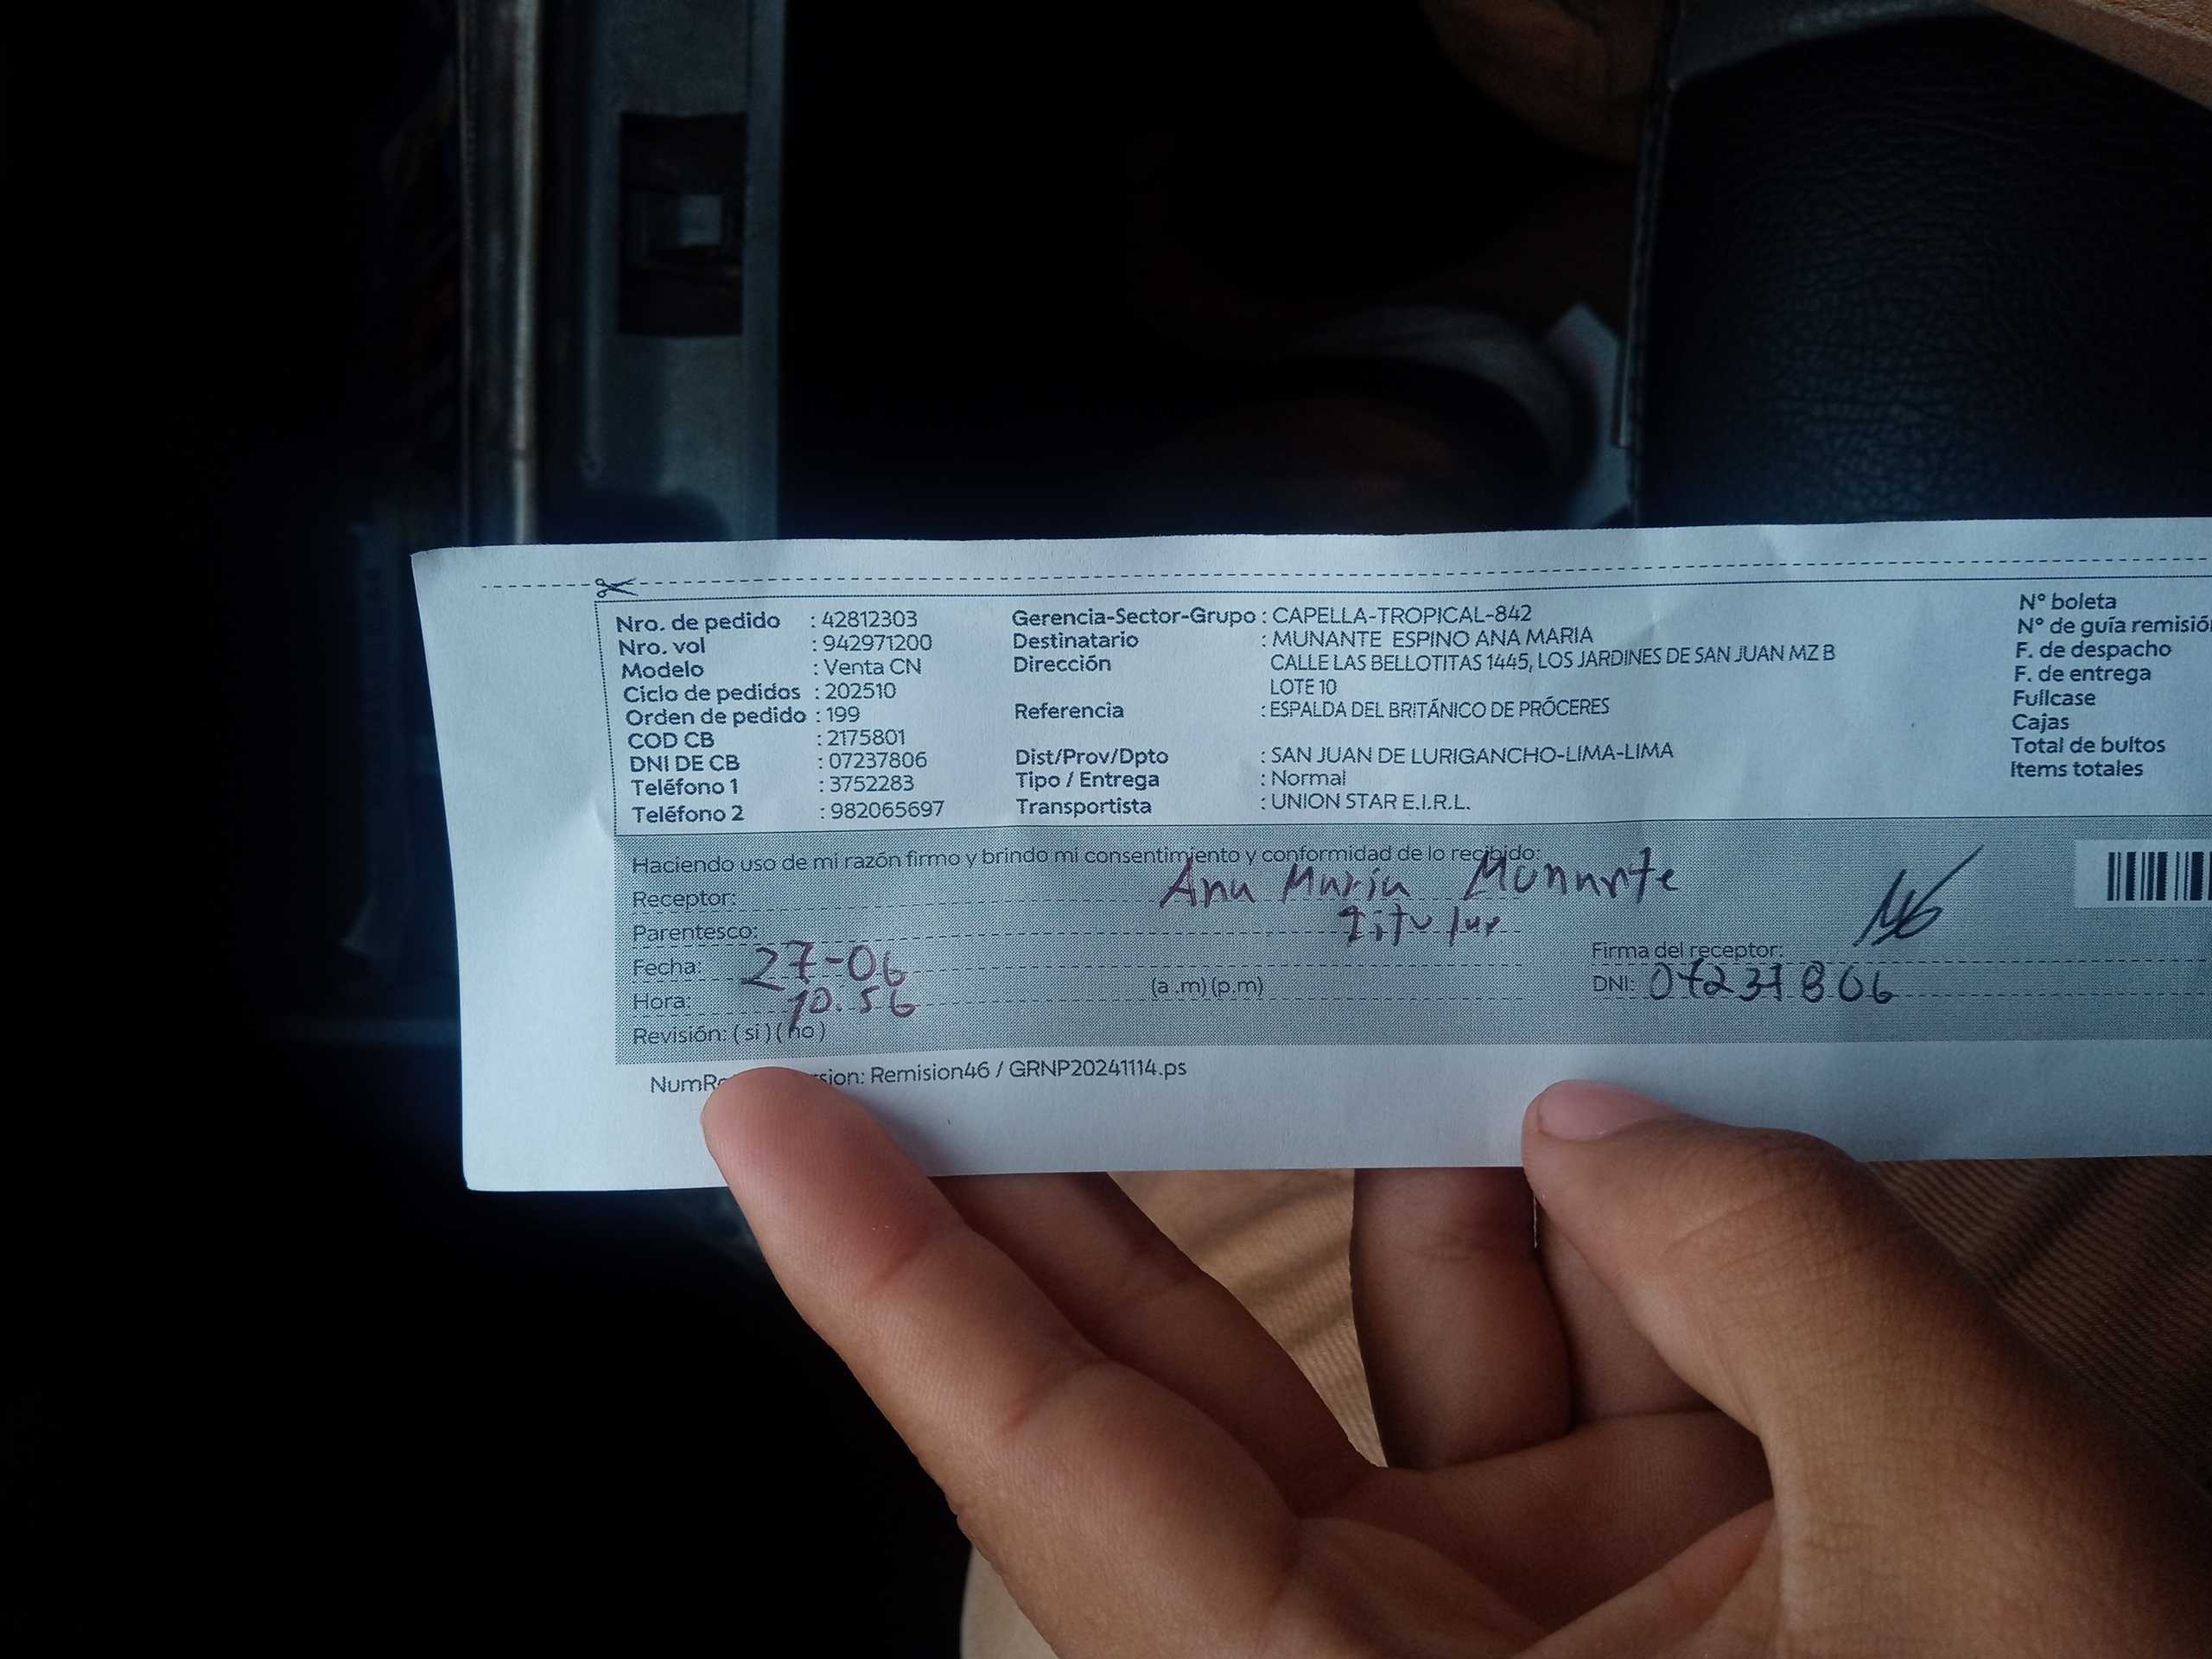 Nro. de pedido : 42812303
Nro. vol : 942971200
Modelo : Venta CN
Ciclo de pedidos : 202510
Orden de pedido : 199
COD CB : 2175801
DNI DE CB : 07237806
Teléfono 1 : 3752283
Teléfono 2 : 982065697
Gerencia-Sector-Grupo : CAPELLA-TROPICAL-842
Destinatario : MUNANTE ESPINO ANA MARIA
Dirección CALLE LAS BELLOTITAS 1445, LOS JARDINES DE SAN JUAN MZ B
LOTE 10
Referencia : ESPALDA DEL BRITÁNICO DE PRÓCERES
Dist/Prov/Dpto : SAN JUAN DE LURIGANCHO-LIMA-LIMA
Tipo / Entrega : Normal
Transportista : UNION STAR E.I.R.L.
N° boleta
N° de guía remisió
F. de despacho
F. de entrega
Fullcase
Cajas
Total de bultos
Items totales
Haciendo uso de mi razón firmo y brindo mi consentimiento y conformidad de lo recibido:
Receptor: Ana Maria Munante
Parentesco: Titular
Fecha: 27-06
Hora: 10:56 (a.m) (p.m)
Revisión: (si) (no)
Firma del receptor:
DNI: 07237806
Remision46 / GRNP20241114.ps